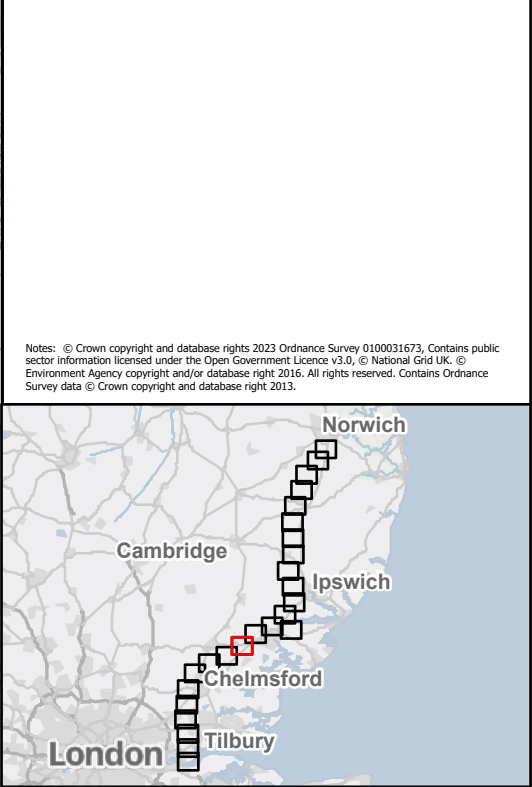 Notes: © Crown copyright and database rights 2023 Ordnance Survey 0100031673, Contains public
sector information licensed under the Open Government Licence v3.0, © National Grid UK. ©
Environment Agency copyright and/or database right 2016. All rights reserved. Contains Ordnance
Survey data © Crown copyright and database right 2013.
Norwich
Cambridge
Ipswich
Chelmsford
Tilbury
London